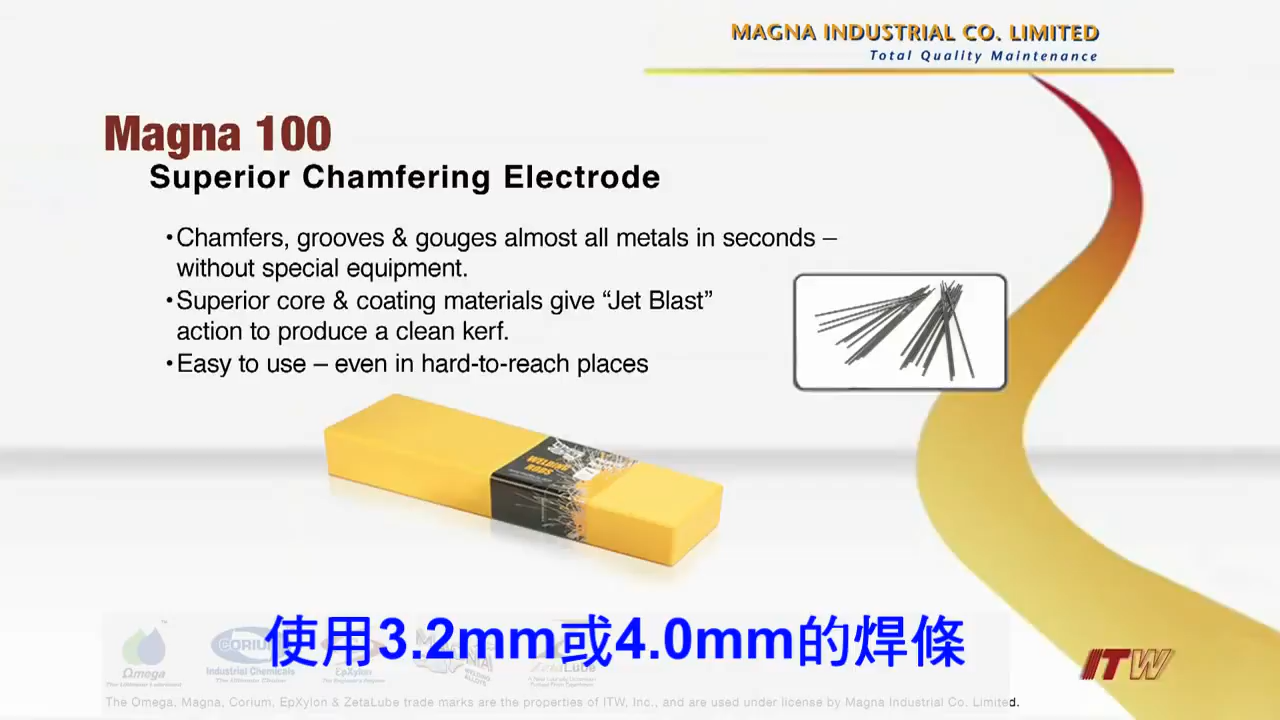 MAGNA INDUSTRIAL CO. LIMITED
Total Quality Maintenance
Magna 100
Superior Chamfering Electrode
•Chamfers, grooves & gouges almost all metals in seconds –
without special equipment.
•Superior core & coating materials give “Jet Blast”
action to produce a clean kerf.
•Easy to use – even in hard-to-reach places
WELDING
RODS
使用3.2mm或4.0mm的焊條
Omega
CORIUM
Industrial Chemicals
EpXylon
ITW
The Omega, Magna, Corium, EpXylon & ZetaLube trade marks are the properties of ITW, Inc., and are used under license by Magna Industrial Co. Limited.